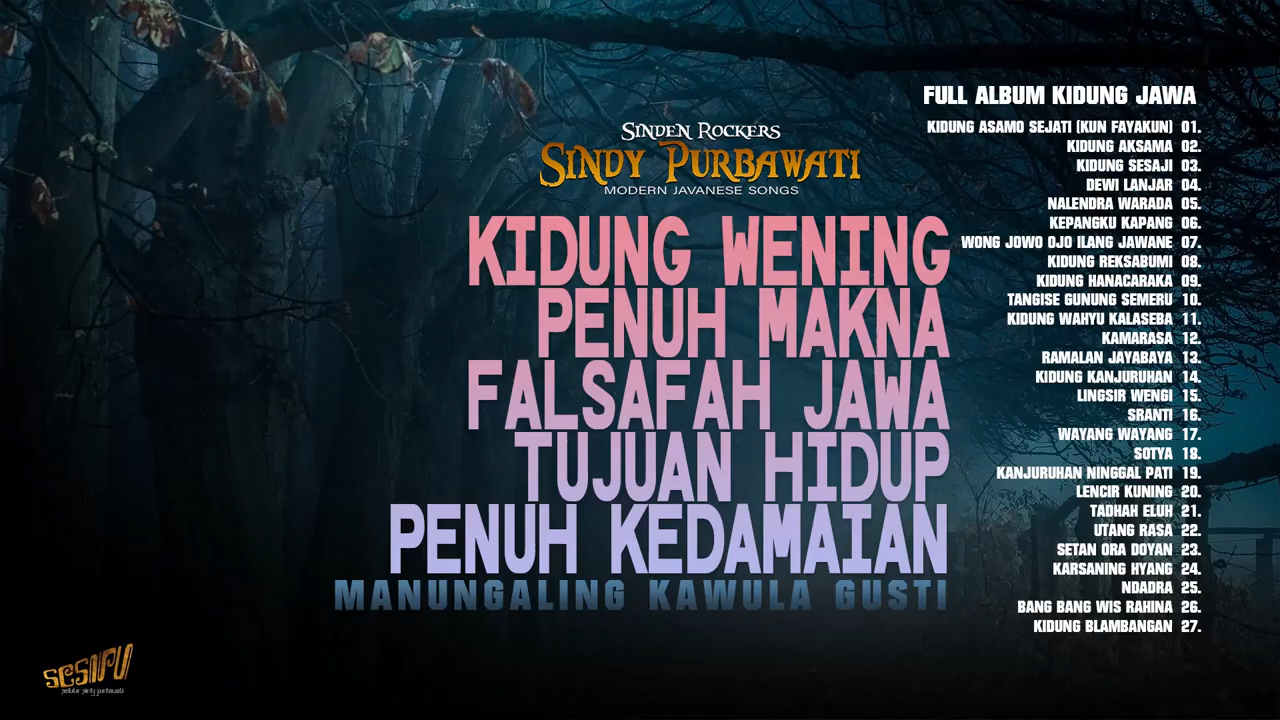 SINDEN ROCKERS
SINDY PURBAWATI
MODERN JAVANESE SONGS
KIDUNG WENING
PENUH MAKNA
FALSAFAH JAWA
TUJUAN HIDUP
PENUH KEDAMAIAN
MANUNGALING KAWULA GUSTI
FULL ALBUM KIDUNG JAWA
KIDUNG ASAMO SEJATI (KUN FAYAKUN) 01.
KIDUNG AKSAMA 02.
KIDUNG SESAJI 03.
DEWI LANJAR 04.
NALENDRA WARADA 05.
KEPANGKU KAPANG 06.
WONG JOWO OJO ILANG JAWANE 07.
KIDUNG REKSABUMI 08.
KIDUNG HANACARAKA 09.
TANGISE GUNUNG SEMERU 10.
KIDUNG WAHYU KALASEBA 11.
KAMARASA 12.
RAMALAN JAYABAYA 13.
KIDUNG KANJURUHAN 14.
LINGSIR WENGI 15.
SRANTI 16.
WAYANG WAYANG 17.
SOTYA 18.
KANJURUHAN NINGGAL PATI 19.
LENCIR KUNING 20.
TADHAH ELUH 21.
UTANG RASA 22.
SETAN ORA DOYAN 23.
KARSANING HYANG 24.
NDADRA 25.
BANG BANG WIS RAHINA 26.
KIDUNG BLAMBANGAN 27.
sindy purbawati